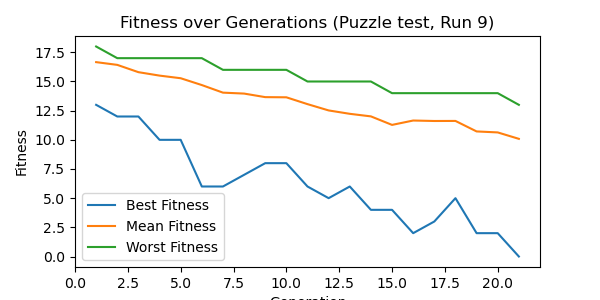 Fitness over Generations (Puzzle test, Run 9)
Fitness
17.5
15.0
12.5
10.0
7.5
5.0
2.5
0.0
Best Fitness
Mean Fitness
Worst Fitness
0.0 2.5 5.0 7.5 10.0 12.5 15.0 17.5 20.0
Generation